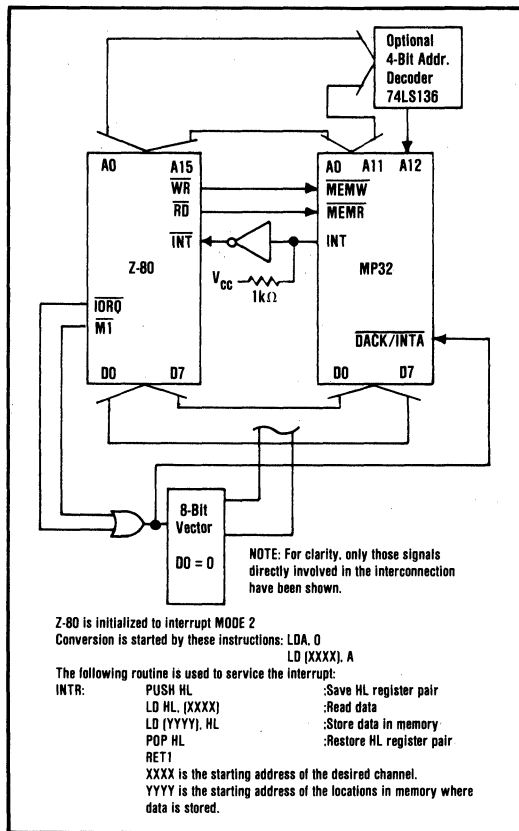 Optional
4-Bit Addr.
Decoder
74LS136
A0 A15 A0 A11 A12
WR MEMW
RD MEMR
INT INT
Z-80 MP32
VCC
1kΩ
IORQ
M1
DACK/INTA
D0 D7 D0 D7
8-Bit
Vector
D0 = 0
NOTE: For clarity, only those signals
directly involved in the interconnection
have been shown.
Z-80 is initialized to interrupt MODE 2
Conversion is started by these instructions: LDA, 0
LD (XXXX), A
The following routine is used to service the interrupt:
INTR: PUSH HL ;Save HL register pair
LD HL, (XXXX) ;Read data
LD (YYYY), HL ;Store data in memory
POP HL ;Restore HL register pair
RET1
XXXX is the starting address of the desired channel.
YYYY is the starting address of the locations in memory where
data is stored.